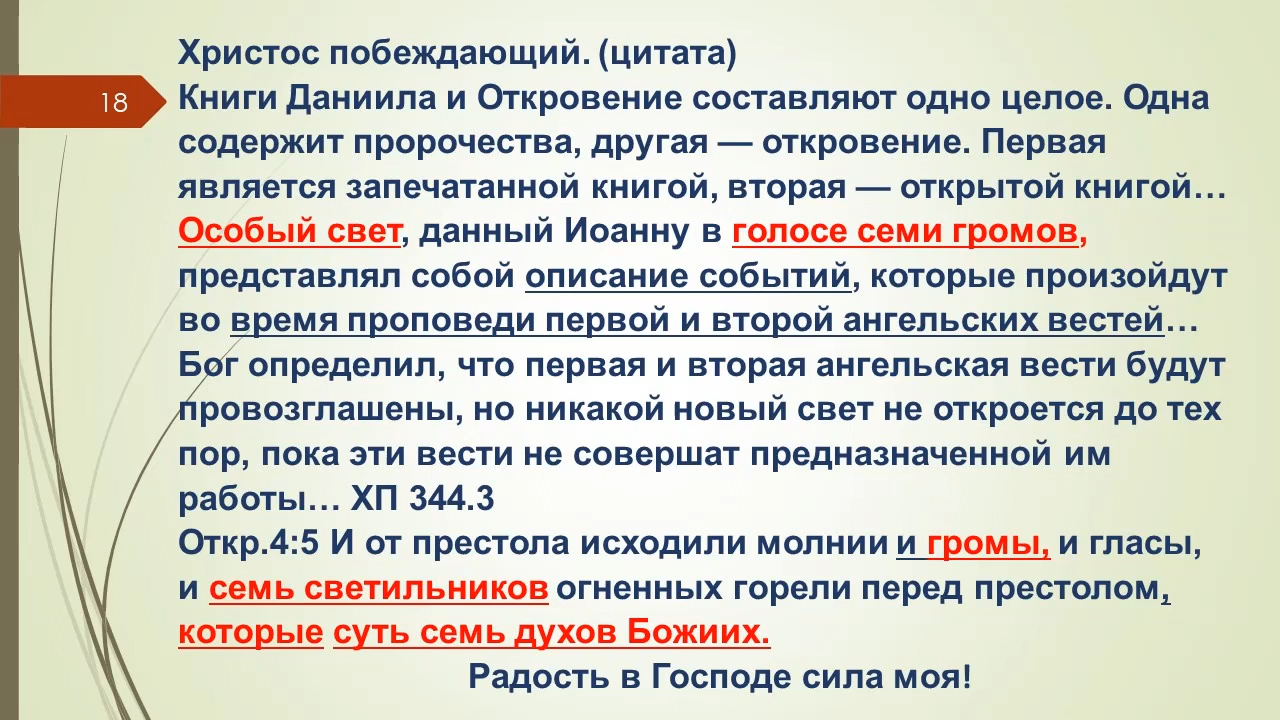 Христос побеждающий. (цитата)
18
Книги Даниила и Откровение составляют одно целое. Одна
содержит пророчества, другая — откровение. Первая
является запечатанной книгой, вторая — открытой книгой…
Особый свет, данный Иоанну в голосе семи громов,
представлял собой описание событий, которые произойдут
во время проповеди первой и второй ангельских вестей…
Бог определил, что первая и вторая ангельская вести будут
провозглашены, но никакой новый свет не откроется до тех
пор, пока эти вести не совершат предназначенной им
работы… ХП 344.3
Откр.4:5 И от престола исходили молнии и громы, и гласы,
и семь светильников огненных горели перед престолом,
которые суть семь духов Божиих.
Радость в Господе сила моя!